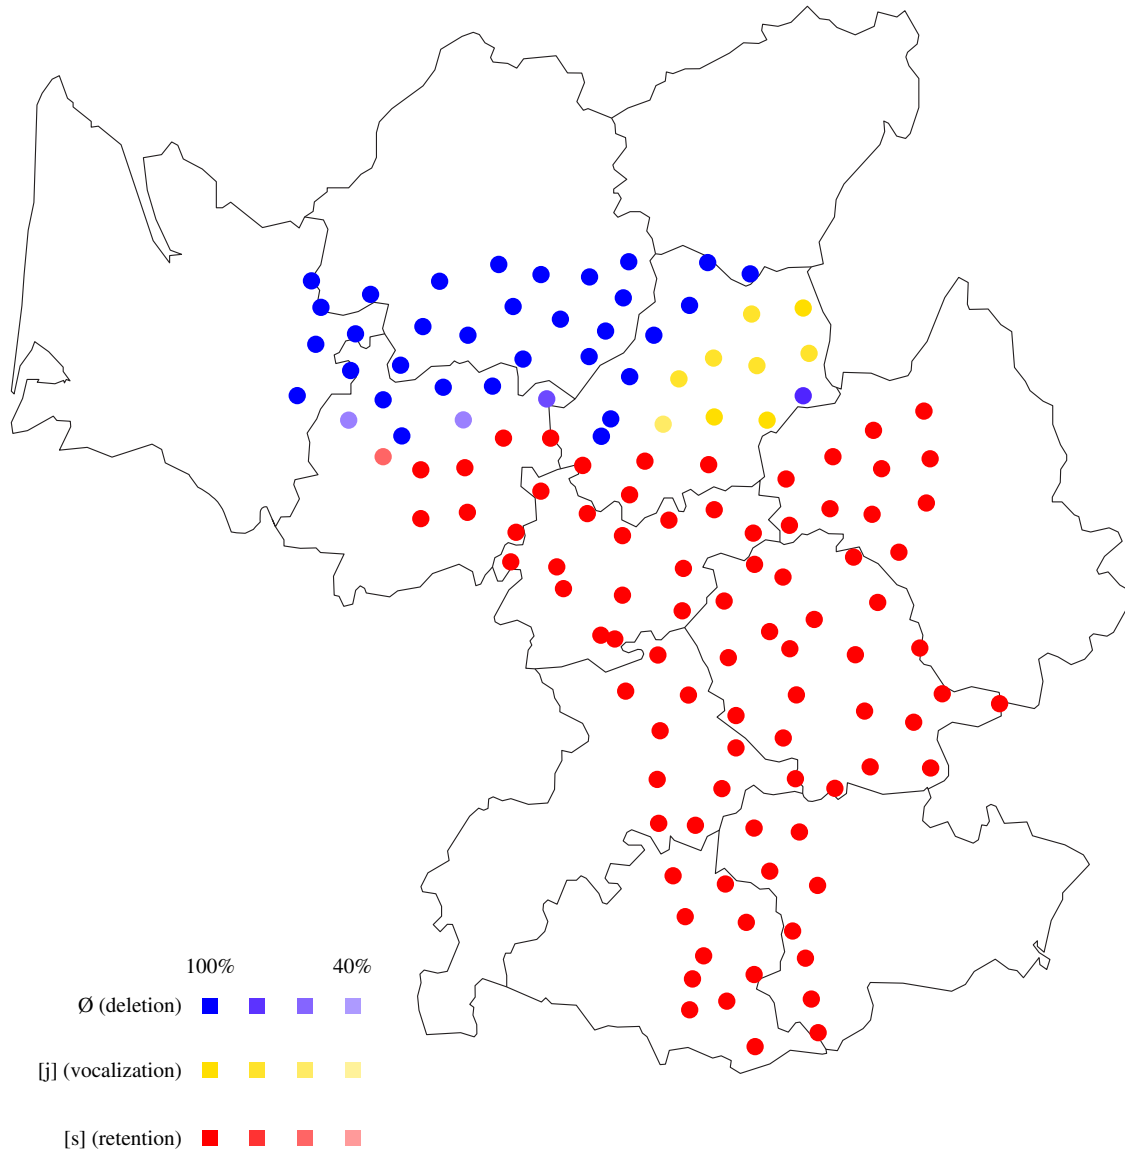 100% 40%
Ø (deletion)
[j] (vocalization)
[s] (retention)